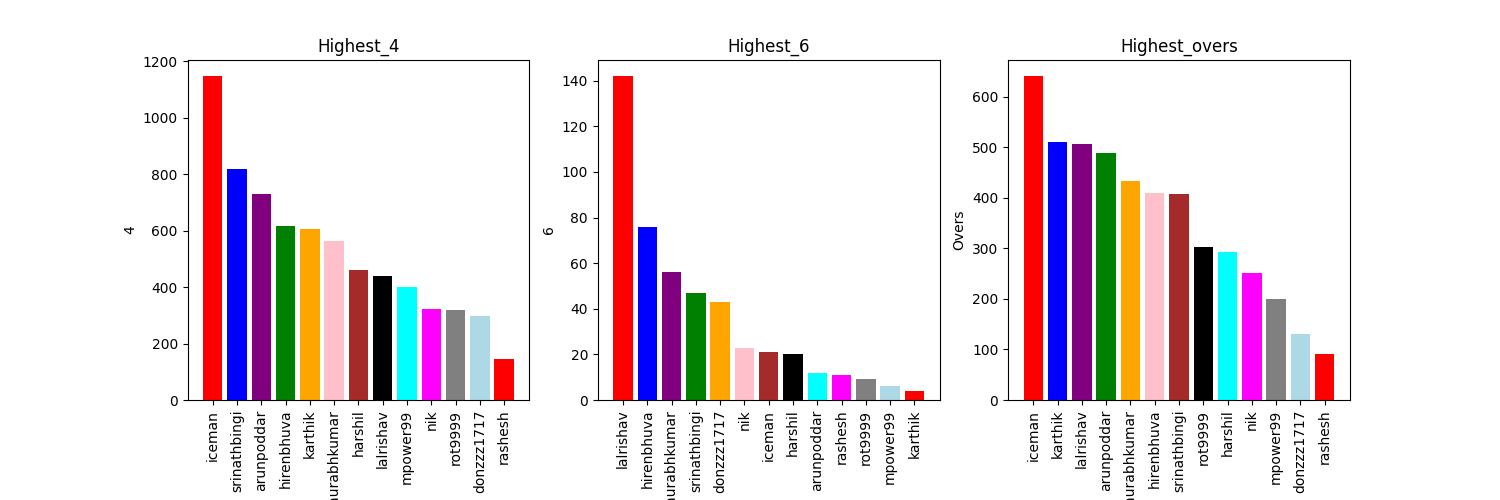 Highest_4
1200
1000
800
600
400
200
0
4
iceman
srinathbingi
arunpoddar
hirenbhuva
karthik
urabhkumar
harshil
lalrishav
mpower99
nik
rot9999
donzzz1717
rashesh
Highest_6
140
120
100
80
60
40
20
0
6
lalrishav
hirenbhuva
urabhkumar
srinathbingi
donzzz1717
nik
iceman
harshil
arunpoddar
rashesh
rot9999
mpower99
karthik
Highest_overs
600
500
400
300
200
100
0
Overs
iceman
karthik
lalrishav
arunpoddar
urabhkumar
hirenbhuva
srinathbingi
rot9999
harshil
nik
mpower99
donzzz1717
rashesh